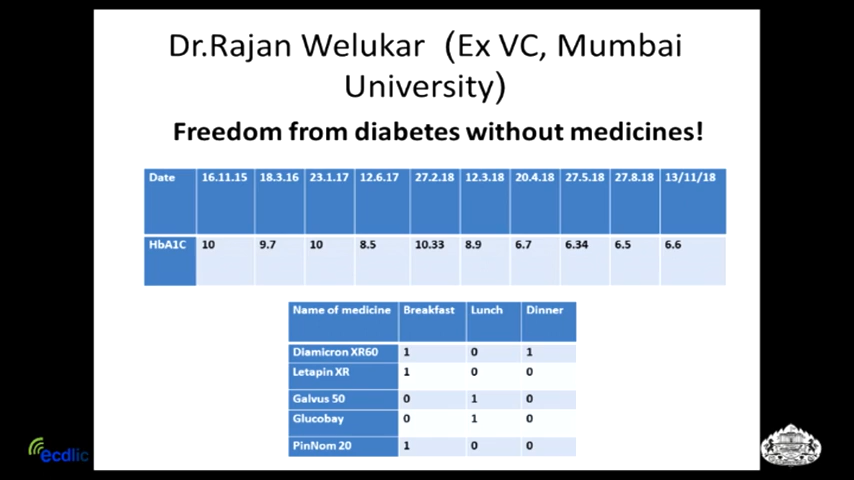 Dr.Rajan Welukar (Ex VC, Mumbai
University)
Freedom from diabetes without medicines!
Date 16.11.15 18.3.16 23.1.17 12.6.17 27.2.18 12.3.18 20.4.18 27.5.18 27.8.18 13/11/18
HbA1C 10 9.7 10 8.5 10.33 8.9 6.7 6.34 6.5 6.6
Name of medicine Breakfast Lunch Dinner
Diamicron XR60 1 0 1
Letapin XR 1 0 0
Galvus 50 0 1 0
Glucobay 0 1 0
PinNom 20 1 0 0
ecdlic